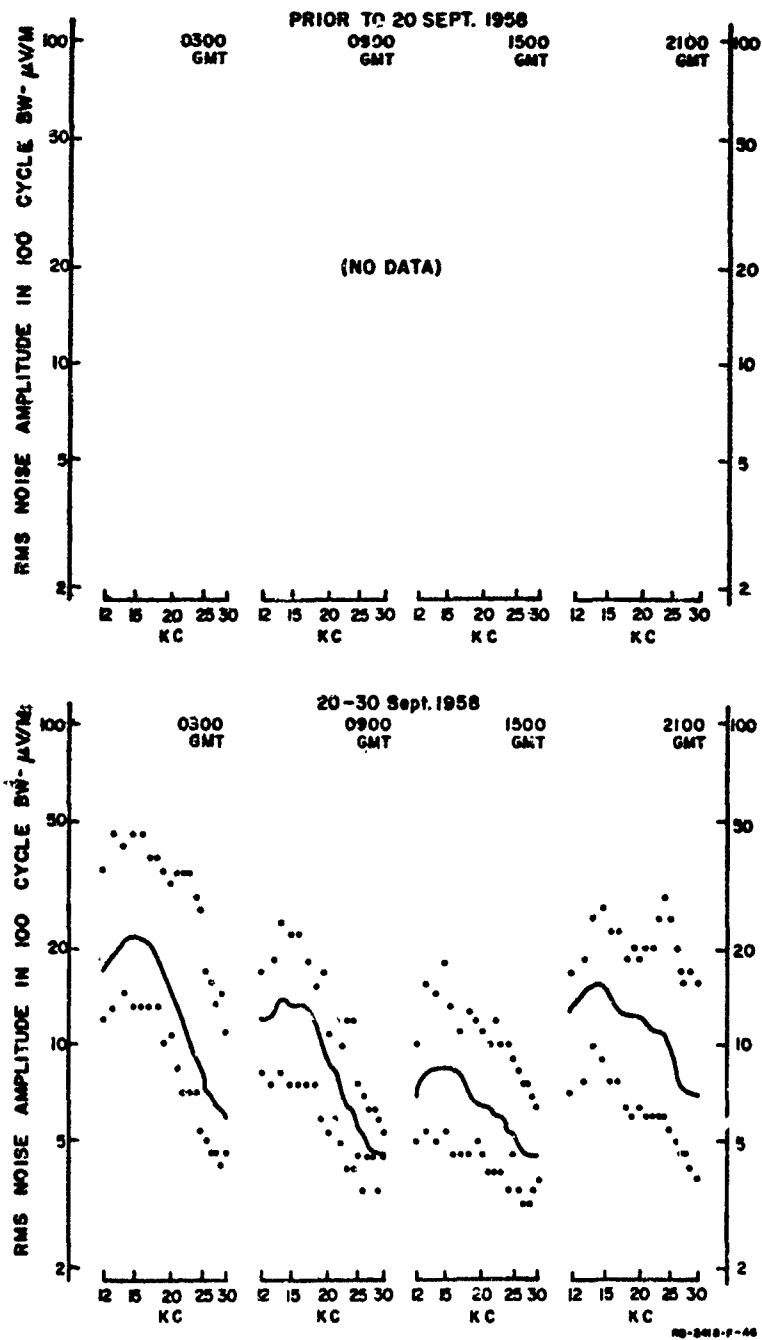 PRIOR TO 20 SEPT. 1958
0300 GMT
0900 GMT
1500 GMT
2100 GMT
RMS NOISE AMPLITUDE IN 100 CYCLE BW- μV/M
100
50
20
10
5
2
(NO DATA)
100
50
20
10
5
2
12 15 20 25 30
KC
12 15 20 25 30
KC
12 15 20 25 30
KC
12 15 20 25 30
KC
20-30 Sept. 1958
0300 GMT
0900 GMT
1500 GMT
2100 GMT
RMS NOISE AMPLITUDE IN 100 CYCLE BW- μV/M
100
50
20
10
5
2
100
50
20
10
5
2
12 15 20 25 30
KC
12 15 20 25 30
KC
12 15 20 25 30
KC
12 15 20 25 30
KC